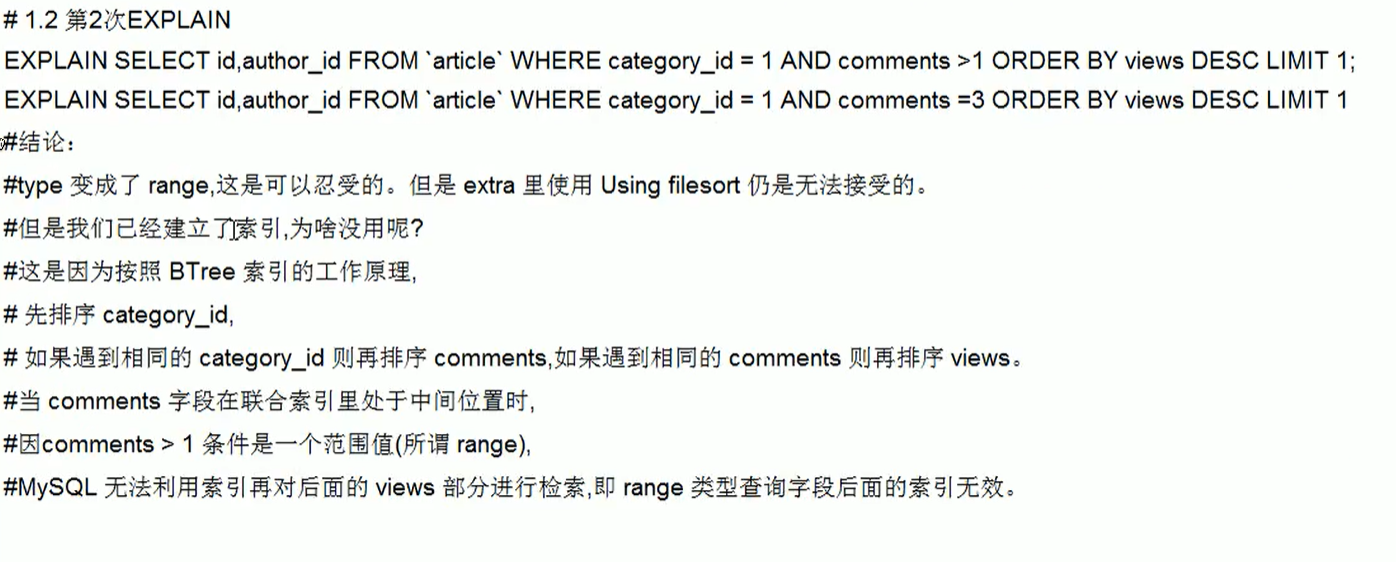 # 1.2 第2次EXPLAIN
EXPLAIN SELECT id,author_id FROM `article` WHERE category_id = 1 AND comments >1 ORDER BY views DESC LIMIT 1;
EXPLAIN SELECT id,author_id FROM `article` WHERE category_id = 1 AND comments =3 ORDER BY views DESC LIMIT 1
#结论：
#type 变成了 range,这是可以忍受的。但是 extra 里使用 Using filesort 仍是无法接受的。
#但是我们已经建立了索引,为啥没用呢?
#这是因为按照 BTree 索引的工作原理,
# 先排序 category_id,
# 如果遇到相同的 category_id 则再排序 comments,如果遇到相同的 comments 则再排序 views。
#当 comments 字段在联合索引里处于中间位置时,
#因comments > 1 条件是一个范围值(所谓 range),
#MySQL 无法利用索引再对后面的 views 部分进行检索,即 range 类型查询字段后面的索引无效。